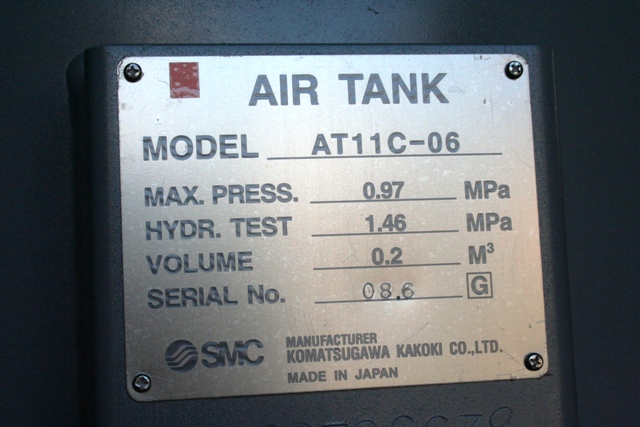 AIR TANK
MODEL AT11C-06
MAX. PRESS. 0.97 MPa
HYDR. TEST 1.46 MPa
VOLUME 0.2 M³
SERIAL No. 08.6 G
SMC MANUFACTURER
KOMATSUGAWA KAKOKI CO.,LTD.
MADE IN JAPAN